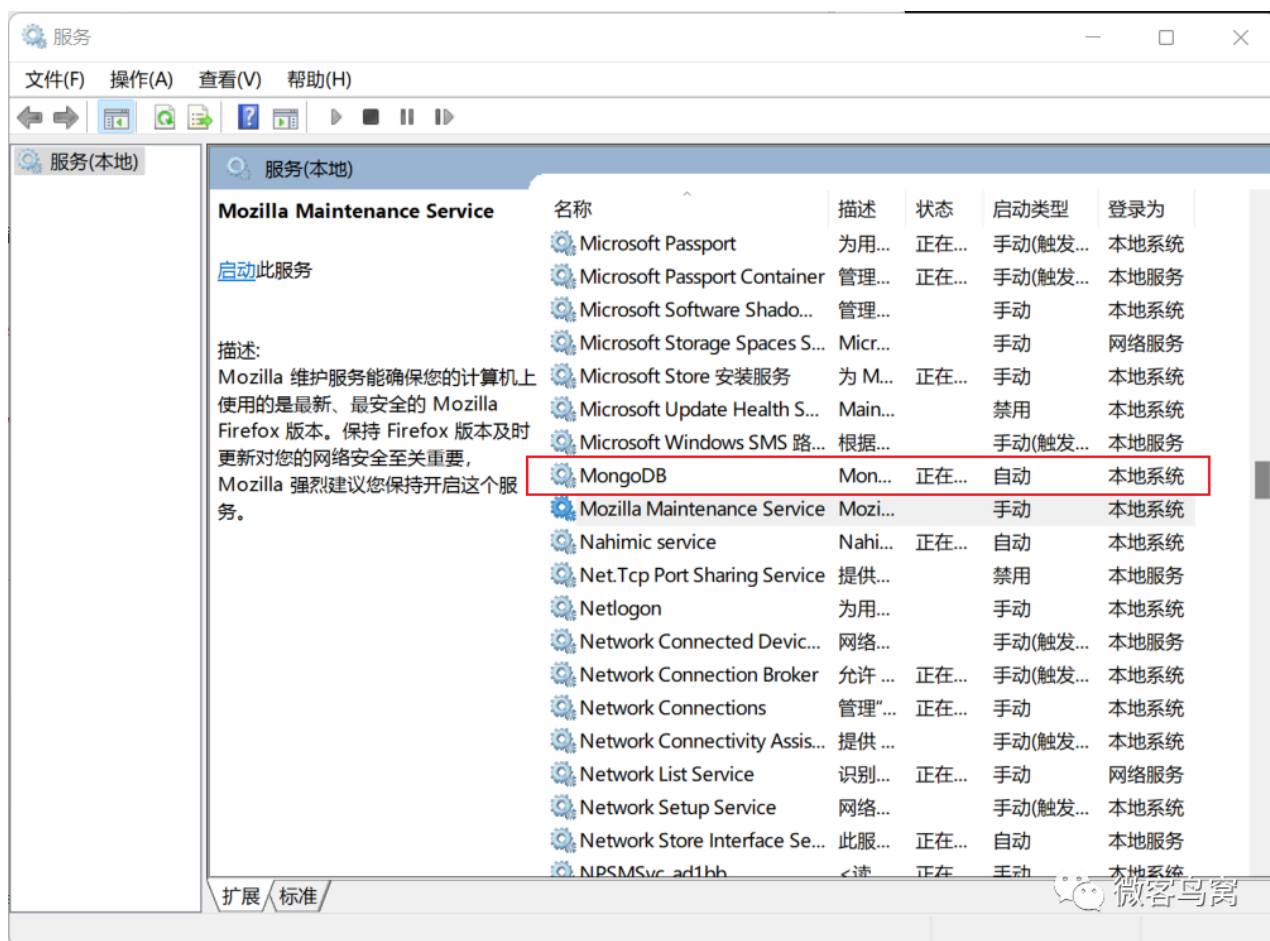 服务
文件(F) 操作(A) 查看(V) 帮助(H)
服务(本地)
服务(本地)
Mozilla Maintenance Service
启动此服务
描述:
Mozilla 维护服务能确保您的计算机上
使用的是最新、最安全的 Mozilla
Firefox 版本。保持 Firefox 版本及时
更新对您的网络安全至关重要，
Mozilla 强烈建议您保持开启这个服
务。
名称 描述 状态 启动类型 登录为
Microsoft Passport 为用... 正在... 手动(触发... 本地系统
Microsoft Passport Container 管理... 正在... 手动(触发... 本地服务
Microsoft Software Shado... 管理... 手动 本地系统
Microsoft Storage Spaces S... Micr... 手动 网络服务
Microsoft Store 安装服务 为 M... 正在... 手动 本地系统
Microsoft Update Health S... Main... 禁用 本地系统
Microsoft Windows SMS 路... 根据... 手动(触发... 本地服务
MongoDB Mon... 正在... 自动 本地系统
Mozilla Maintenance Service Mozi... 手动 本地系统
Nahimic service Nahi... 正在... 自动 本地系统
Net.Tcp Port Sharing Service 提供... 禁用 本地服务
Netlogon 为用... 手动 本地系统
Network Connected Devic... 网络... 手动(触发... 本地服务
Network Connection Broker 允许 ... 正在... 手动(触发... 本地系统
Network Connections 管理“... 正在... 手动 本地系统
Network Connectivity Assis... 提供 ... 手动(触发... 本地系统
Network List Service 识别... 正在... 手动 网络服务
Network Setup Service 网络... 手动(触发... 本地系统
Network Store Interface Se... 此服... 正在... 自动 本地服务
NPSMSvc_ad1bb <读... 正在... 手动 本地系统
扩展 标准
微客鸟窝